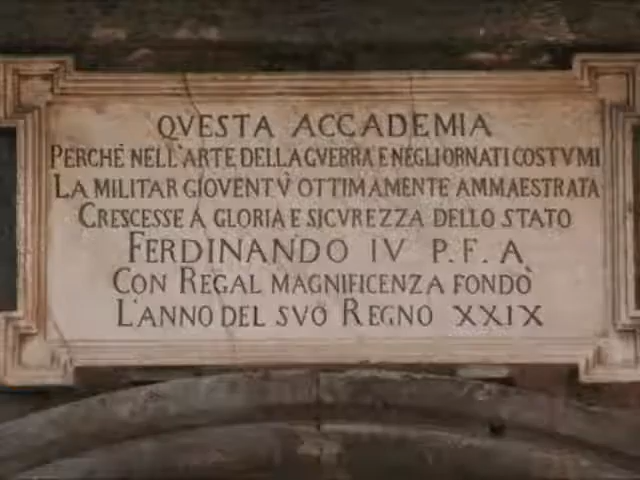 QVESTA ACCADEMIA
PERCHÉ NELL'ARTE DELLA GVERRA E NEGLI ORNATI COSTVMI
LA MILITAR GIOVENTV̀ OTTIMAMENTE AMMAESTRATA
CRESCESSE A GLORIA E SICVREZZA DELLO STATO
FERDINANDO IV P. F. A
CON REGAL MAGNIFICENZA FONDÒ
L'ANNO DEL SVO REGNO XXIX